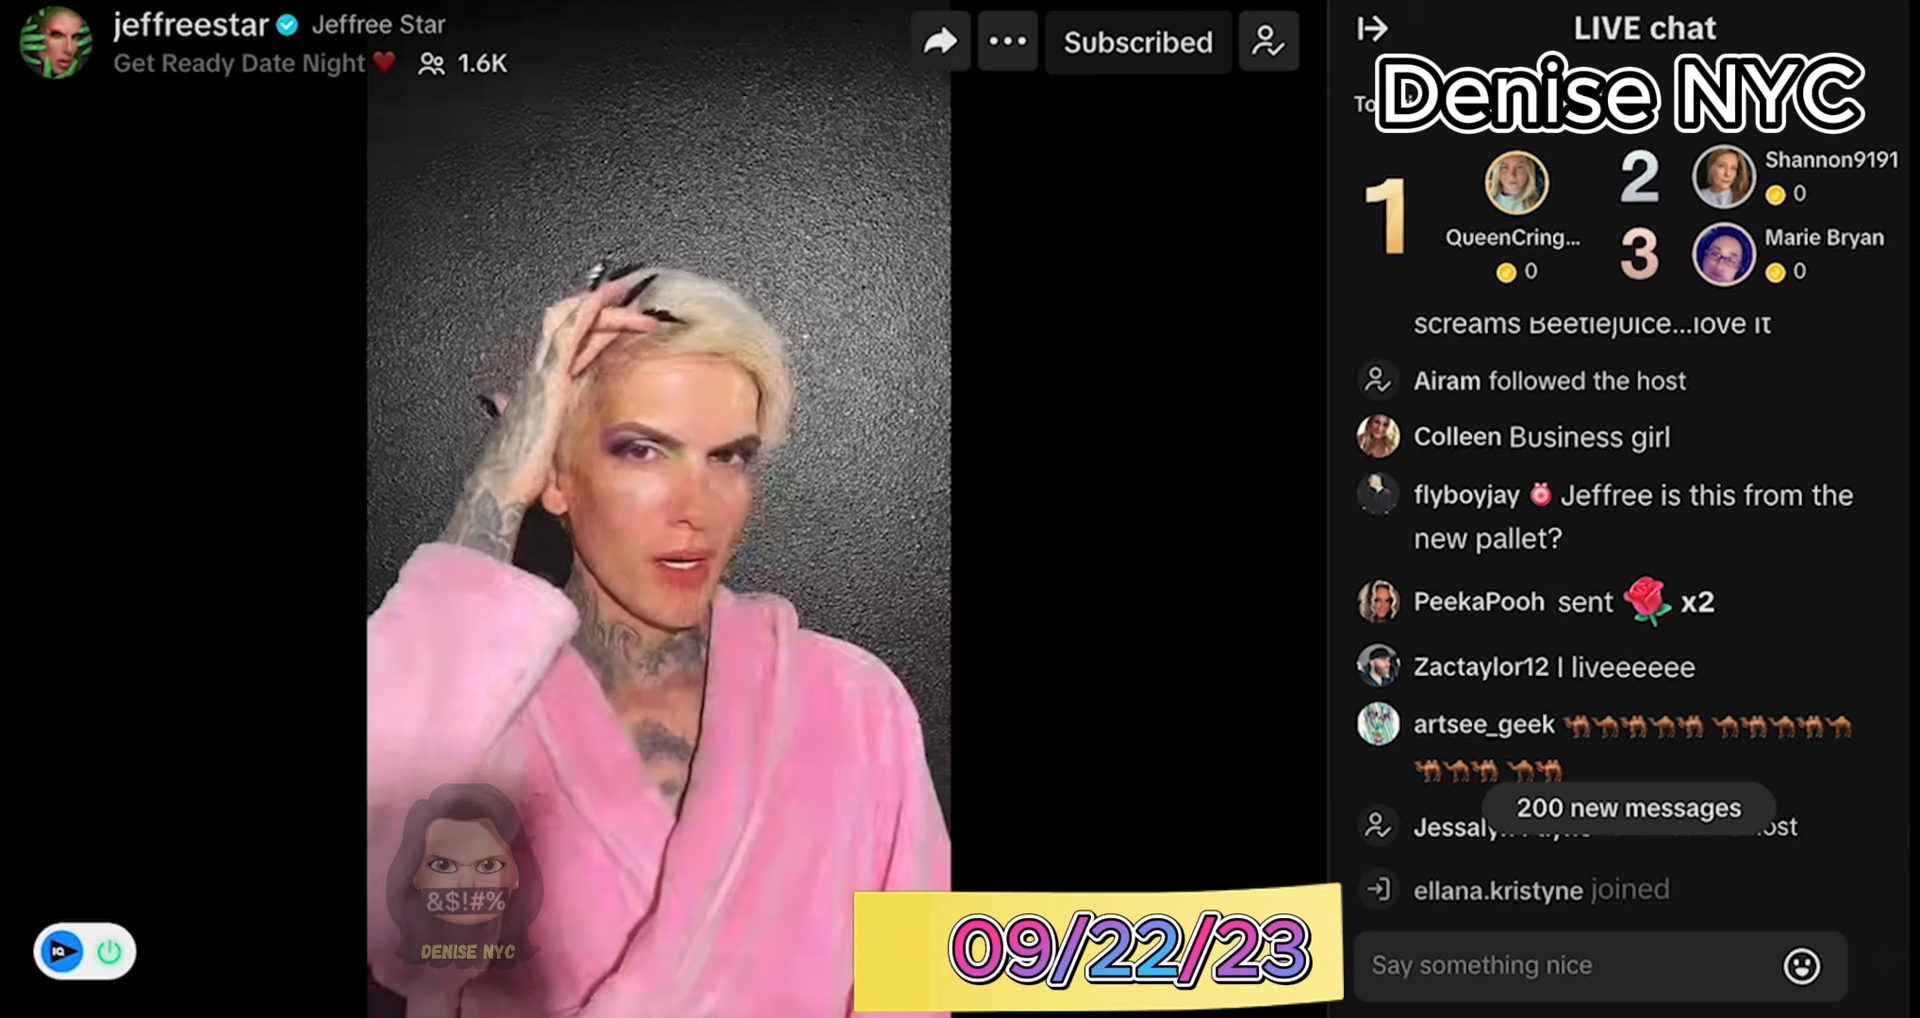 jeffreestar Jeffree Star
Get Ready Date Night ❤️ 1.6K
Subscribed
LIVE chat
Denise NYC
1
QueenCring...
0
2
Shannon9191
0
3
Marie Bryan
0
screams Beetlejuice...love it
Airam followed the host
Colleen Business girl
flyboyjay Jeffree is this from the
new pallet?
PeekaPooh sent 🌹 x2
Zactaylor12 I liveeeeee
artsee_geek 🐫🐪🐫🐪🐫 🐪🐫🐪🐫🐪
🐫🐪🐫 🐪🐫
200 new messages
ellana.kristyne joined
Say something nice
&$!#%
DENISE NYC
IQ
09/22/23